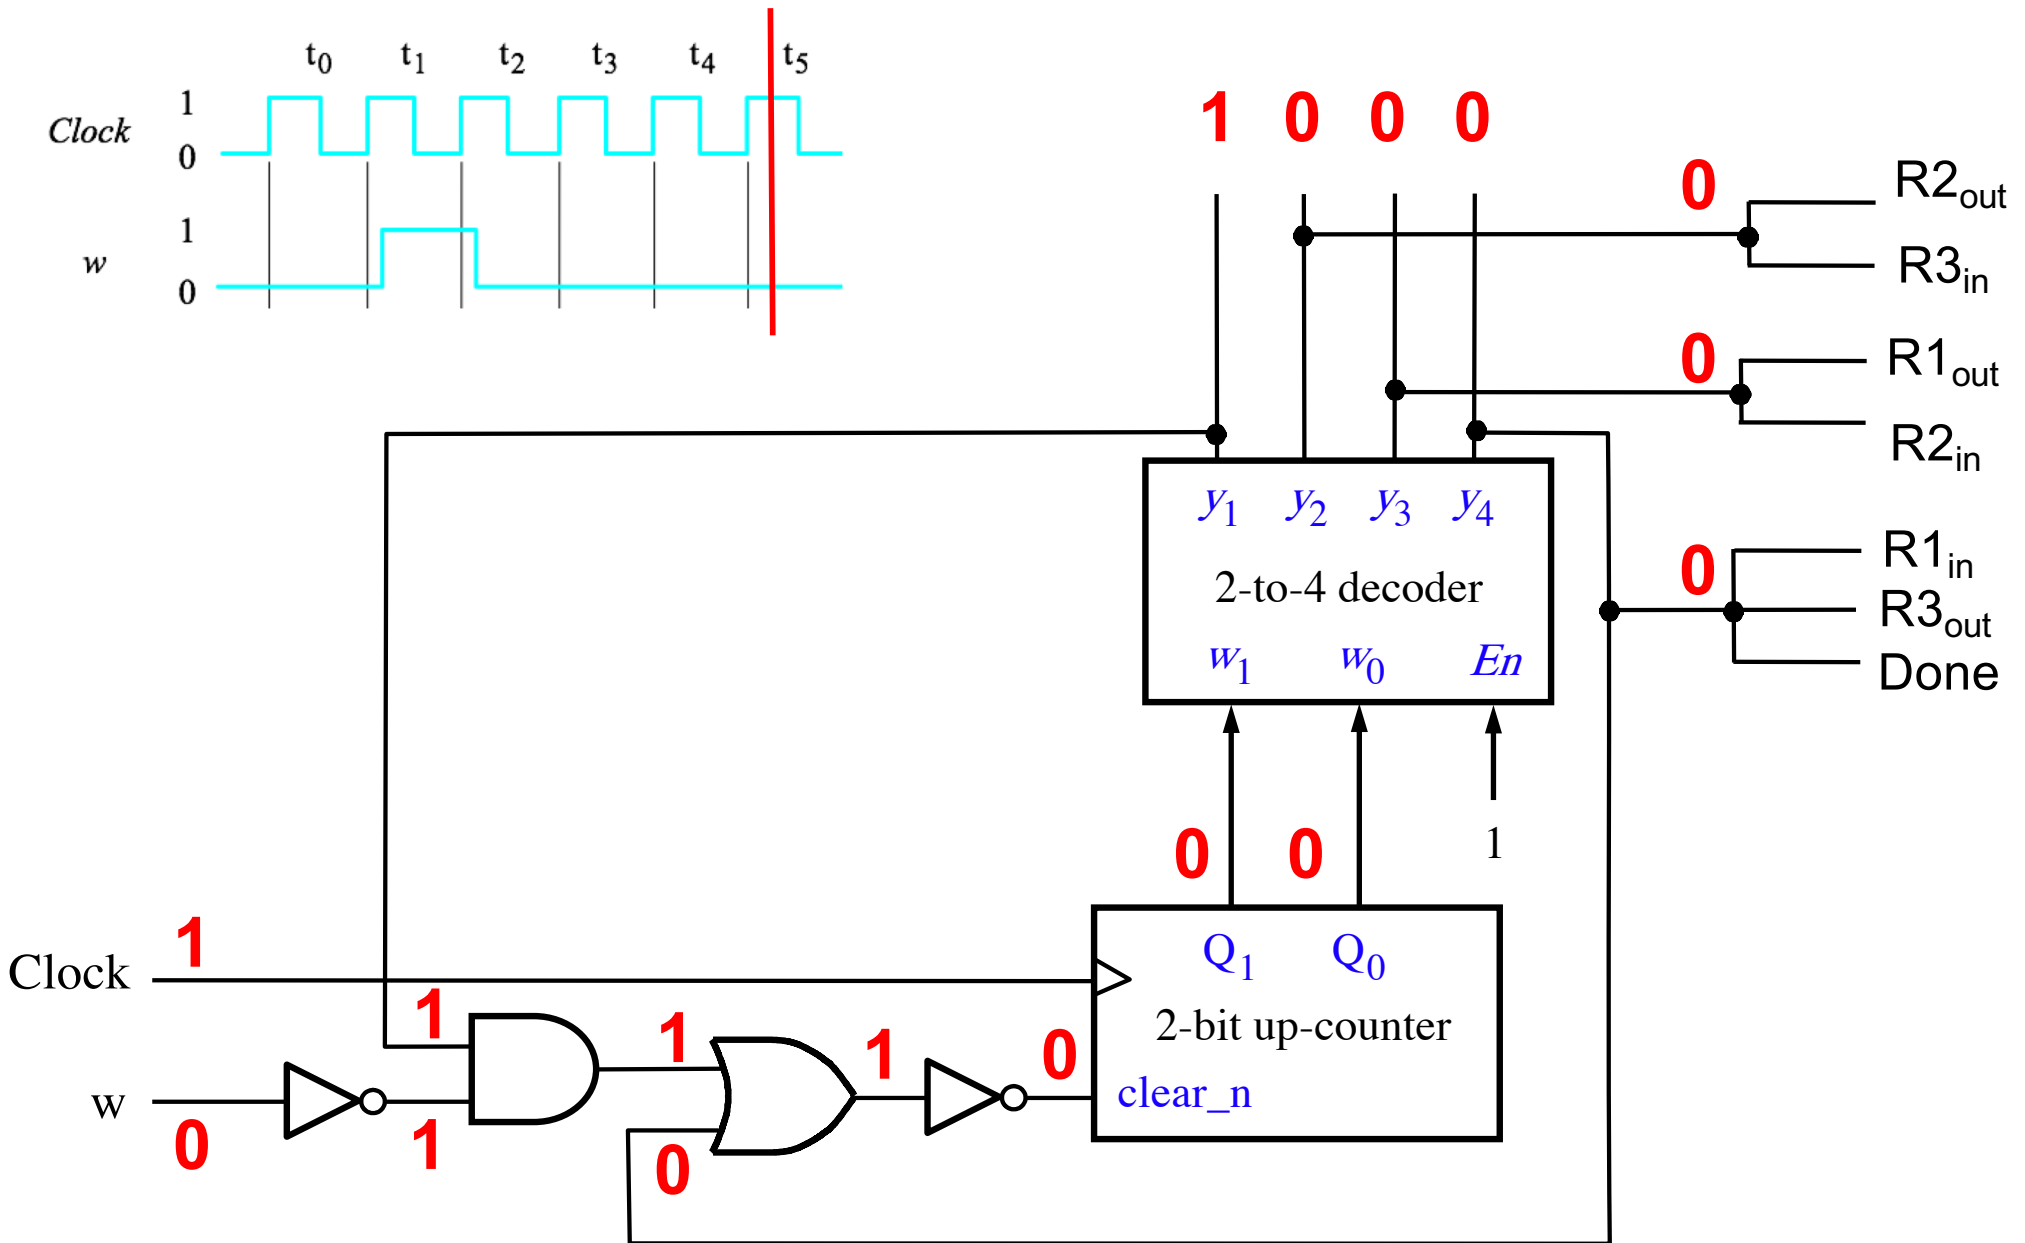 t0 t1 t2 t3 t4 t5
Clock 1 0
w 1 0
1 0 0 0
0 R2out
R3in
0 R1out
R2in
y1 y2 y3 y4
2-to-4 decoder
w1 w0 En
0 R1in
R3out
Done
0 0 1
Clock 1
Q1 Q0
2-bit up-counter
clear_n
1 1 1 0
w 0 1 0